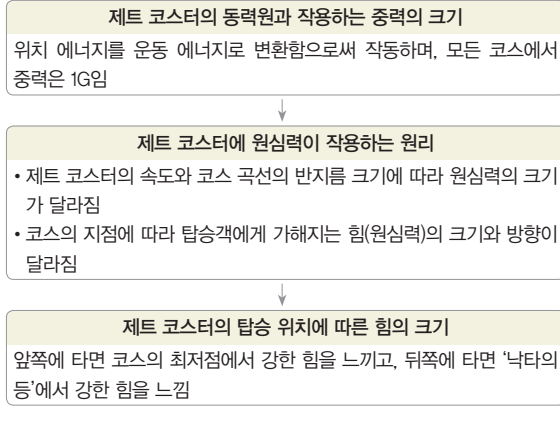 제트 코스터의 동력원과 작용하는 중력의 크기
위치 에너지를 운동 에너지로 변환함으로써 작동하며, 모든 코스에서
중력은 1G임
↓
제트 코스터에 원심력이 작용하는 원리
• 제트 코스터의 속도와 코스 곡선의 반지름 크기에 따라 원심력의 크기
가 달라짐
• 코스의 지점에 따라 탑승객에게 가해지는 힘(원심력)의 크기와 방향이
달라짐
↓
제트 코스터의 탑승 위치에 따른 힘의 크기
앞쪽에 타면 코스의 최저점에서 강한 힘을 느끼고, 뒤쪽에 타면 ‘낙타의
등’에서 강한 힘을 느낌